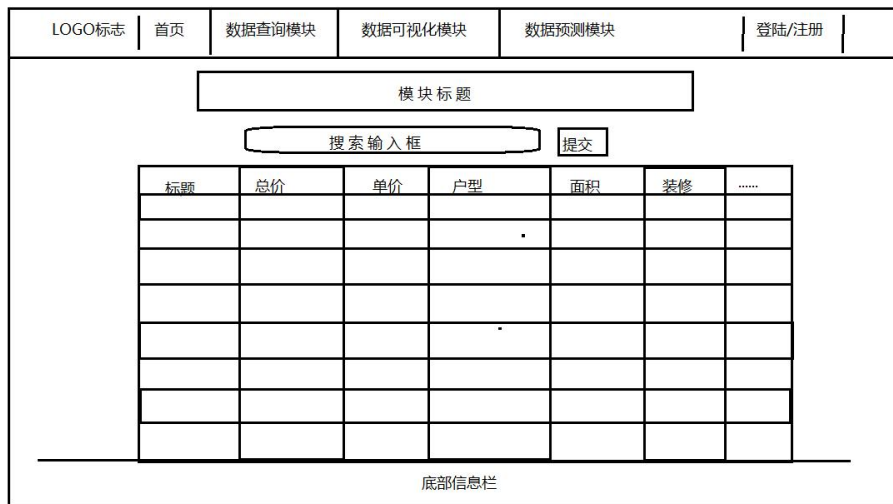 LOGO标志 首页 数据查询模块 数据可视化模块 数据预测模块 登陆/注册
模块标题
搜索输入框 提交
标题 总价 单价 户型 面积 装修 ......
底部信息栏